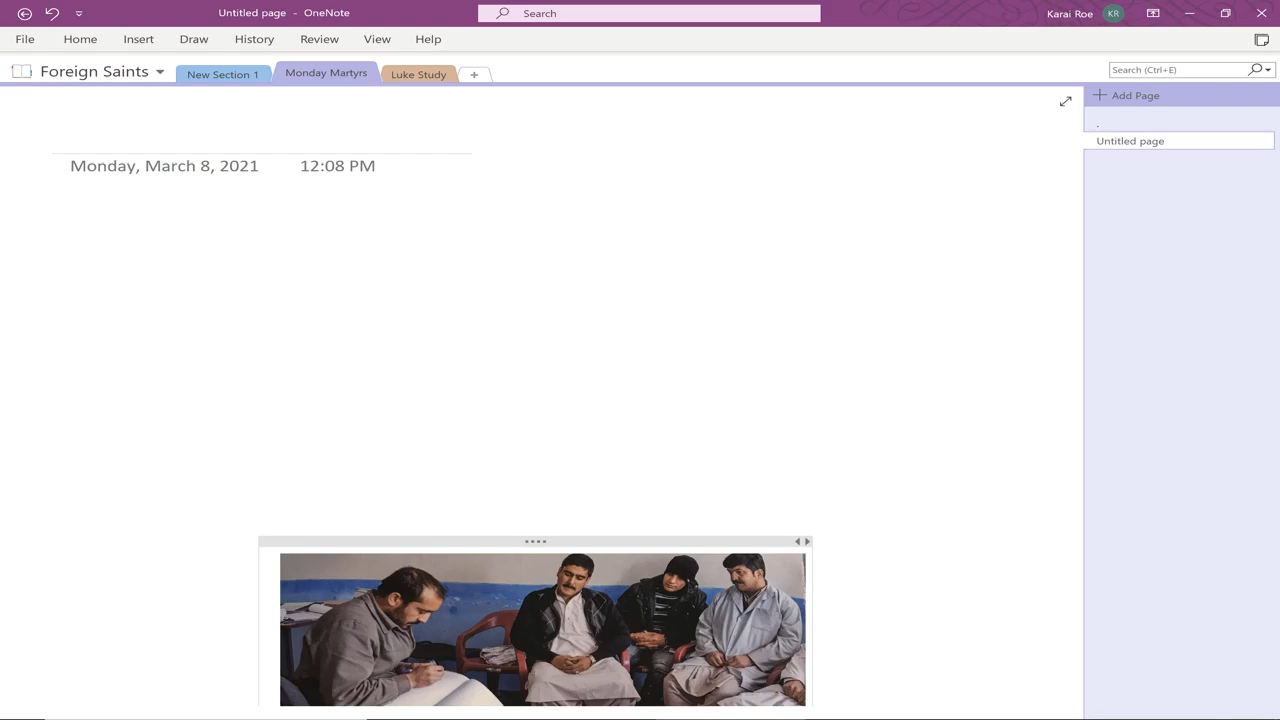 Untitled page - OneNote
Search
Karai Roe
KR
File Home Insert Draw History Review View Help
Foreign Saints
New Section 1
Monday Martyrs
Luke Study
Search (Ctrl+E)
Add Page
.
Untitled page
Monday, March 8, 2021 12:08 PM